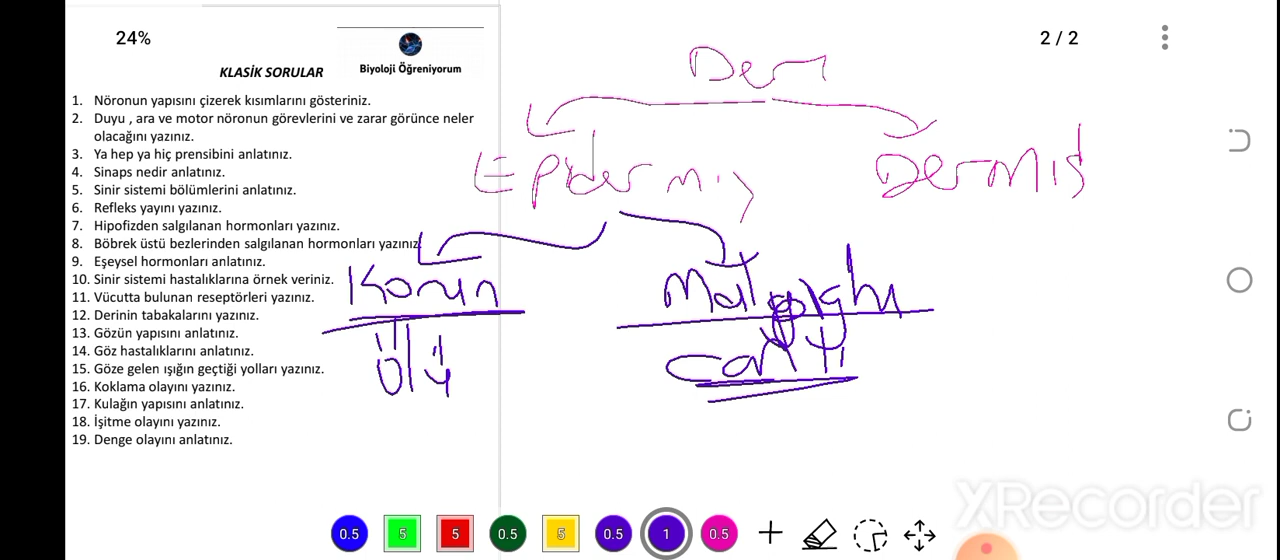 24%
2 / 2
KLASİK SORULAR
Biyoloji Öğreniyorum
1. Nöronun yapısını çizerek kısımlarını gösteriniz.
2. Duyu , ara ve motor nöronun görevlerini ve zarar görünce neler
olacağını yazınız.
3. Ya hep ya hiç prensibini anlatınız.
4. Sinaps nedir anlatınız.
5. Sinir sistemi bölümlerini anlatınız.
6. Refleks yayını yazınız.
7. Hipofizden salgılanan hormonları yazınız.
8. Böbrek üstü bezlerinden salgılanan hormonları yazınız
9. Eşeysel hormonları anlatınız.
10. Sinir sistemi hastalıklarına örnek veriniz.
11. Vücutta bulunan reseptörleri yazınız.
12. Derinin tabakalarını yazınız.
13. Gözün yapısını anlatınız.
14. Göz hastalıklarını anlatınız.
15. Göze gelen ışığın geçtiği yolları yazınız.
16. Koklama olayını yazınız.
17. Kulağın yapısını anlatınız.
18. İşitme olayını yazınız.
19. Denge olayını anlatınız.
Deri
Epidermis Dermis
Korun Malpighi
Ölü Canlı
0.5 5 5 0.5 5 0.5 1 0.5
XRecorder